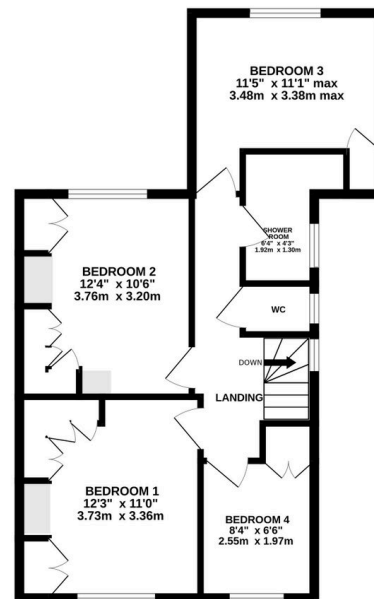 BEDROOM 3
11'5" x 11'1" max
3.48m x 3.38m max
SHOWER
ROOM
6'4" x 4'3"
1.92m x 1.30m
BEDROOM 2
12'4" x 10'6"
3.76m x 3.20m
WC
DOWN
LANDING
BEDROOM 1
12'3" x 11'0"
3.73m x 3.36m
BEDROOM 4
8'4" x 6'6"
2.55m x 1.97m